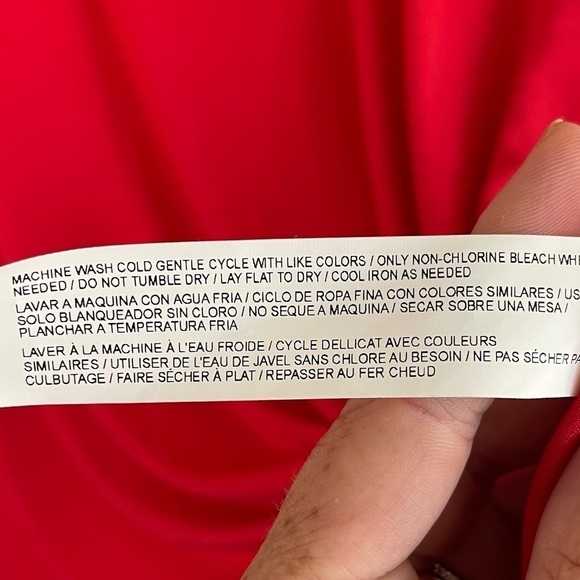 MACHINE WASH COLD GENTLE CYCLE WITH LIKE COLORS / ONLY NON-CHLORINE BLEACH
NEEDED / DO NOT TUMBLE DRY / LAY FLAT TO DRY / COOL IRON AS NEEDED
LAVAR A MAQUINA CON AGUA FRIA / CICLO DE ROPA FINA CON COLORES SIMILARES /
SOLO BLANQUEADOR SIN CLORO / NO SEQUE A MAQUINA / SECAR SOBRE UNA MESA /
PLANCHAR A TEMPERATURA FRIA
LAVER À LA MACHINE À L'EAU FROIDE / CYCLE DELLICAT AVEC COULEURS
SIMILAIRES / UTILISER DE L'EAU DE JAVEL SANS CHLORE AU BESOIN / NE PAS SÉCHER
CULBUTAGE / FAIRE SÉCHER À PLAT / REPASSER AU FER CHEUD